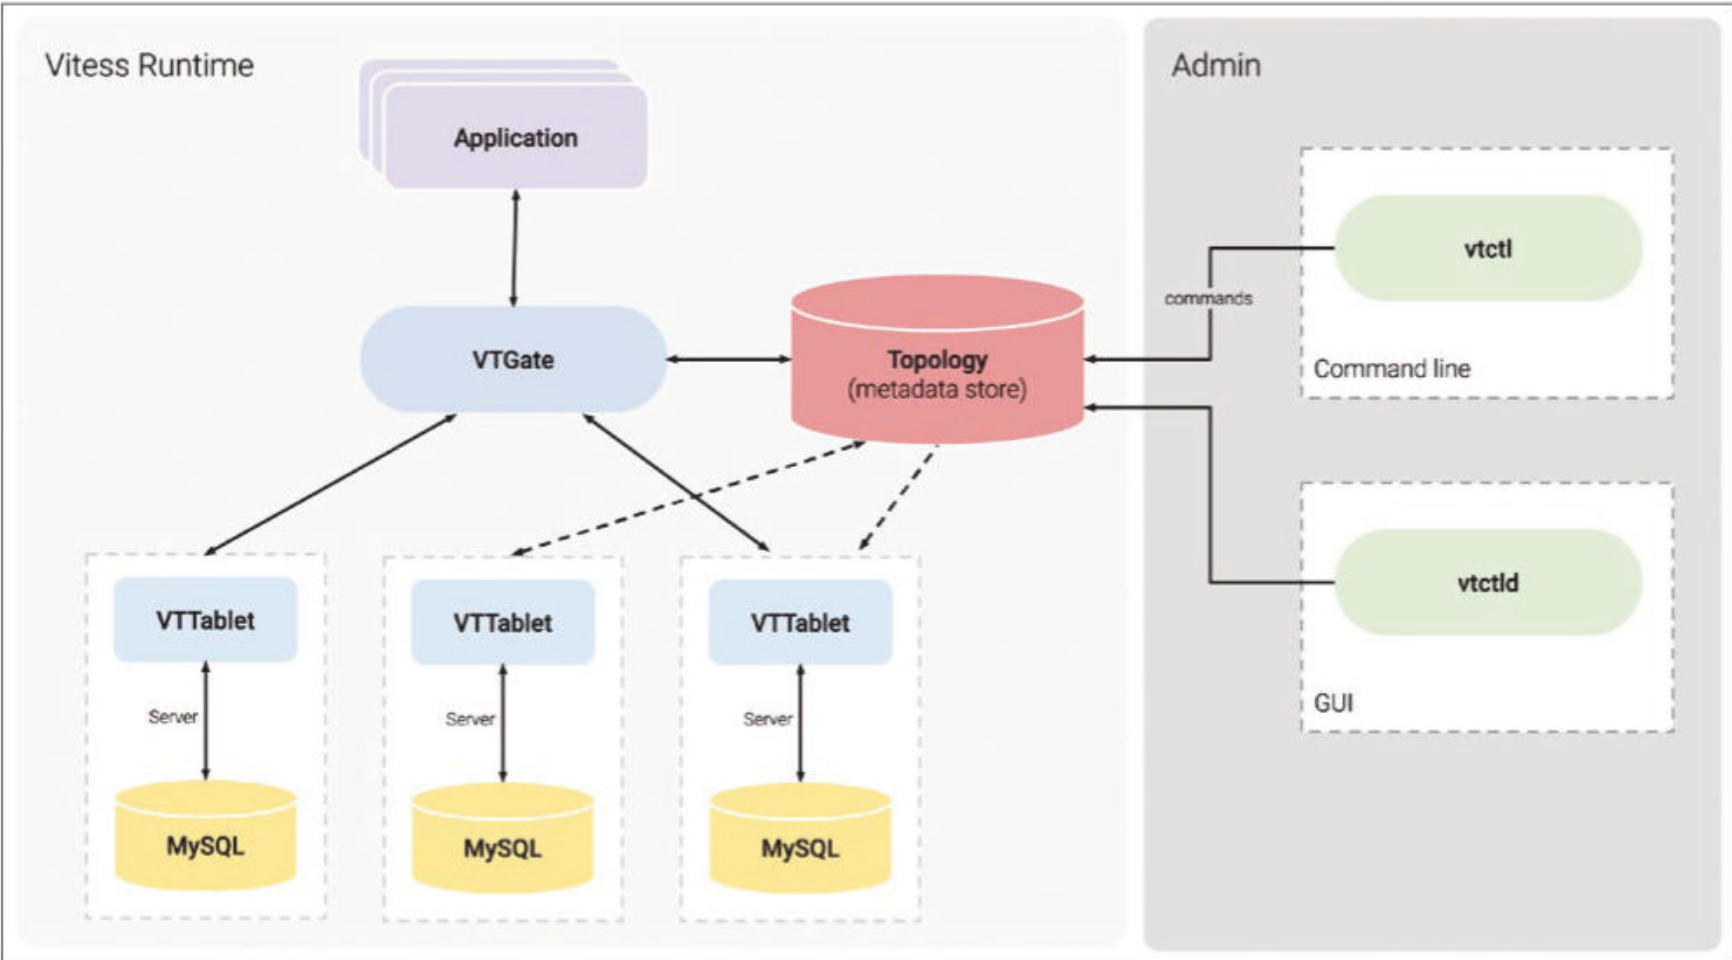 Vitess Runtime
Application
VTGate
Topology
(metadata store)
VTTablet
Server
MySQL
VTTablet
Server
MySQL
VTTablet
Server
MySQL
Admin
vtctl
commands
Command line
vtctld
GUI